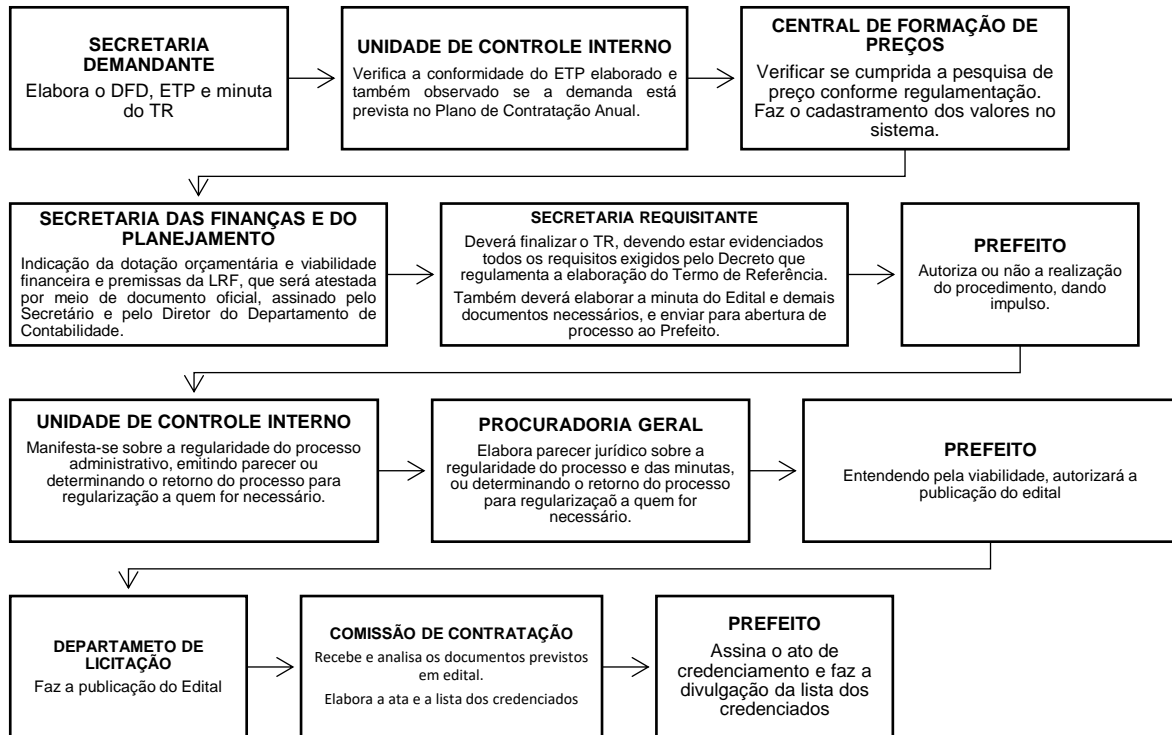 SECRETARIA
DEMANDANTE
Elabora o DFD, ETP e minuta
do TR
UNIDADE DE CONTROLE INTERNO
Verifica a conformidade do ETP elaborado e
também observado se a demanda está
prevista no Plano de Contratação Anual.
CENTRAL DE FORMAÇÃO DE
PREÇOS
Verificar se cumprida a pesquisa de
preço conforme regulamentação.
Faz o cadastramento dos valores no
sistema.
SECRETARIA DAS FINANÇAS E DO
PLANEJAMENTO
Indicação da dotação orçamentária e viabilidade
financeira e premissas da LRF, que será atestada
por meio de documento oficial, assinado pelo
Secretário e pelo Diretor do Departamento de
Contabilidade.
SECRETARIA REQUISITANTE
Deverá finalizar o TR, devendo estar evidenciados
todos os requisitos exigidos pelo Decreto que
regulamenta a elaboração do Termo de Referência.
Também deverá elaborar a minuta do Edital e demais
documentos necessários, e enviar para abertura de
processo ao Prefeito.
PREFEITO
Autoriza ou não a realização
do procedimento, dando
impulso.
UNIDADE DE CONTROLE INTERNO
Manifesta-se sobre a regularidade do processo
administrativo, emitindo parecer ou
determinando o retorno do processo para
regularização a quem for necessário.
PROCURADORIA GERAL
Elabora parecer jurídico sobre a
regularidade do processo e das minutas,
ou determinando o retorno do processo
para regularizaçã a quem for
necessário.
PREFEITO
Entendendo pela viabilidade, autorizará a
publicação do edital
DEPARTAMETO DE
LICITAÇÃO
Faz a publicação do Edital
COMISSÃO DE CONTRATAÇÃO
Recebe e analisa os documentos previstos
em edital.
Elabora a ata e a lista dos credenciados
PREFEITO
Assina o ato de
credenciamento e faz a
divulgação da lista dos
credenciados